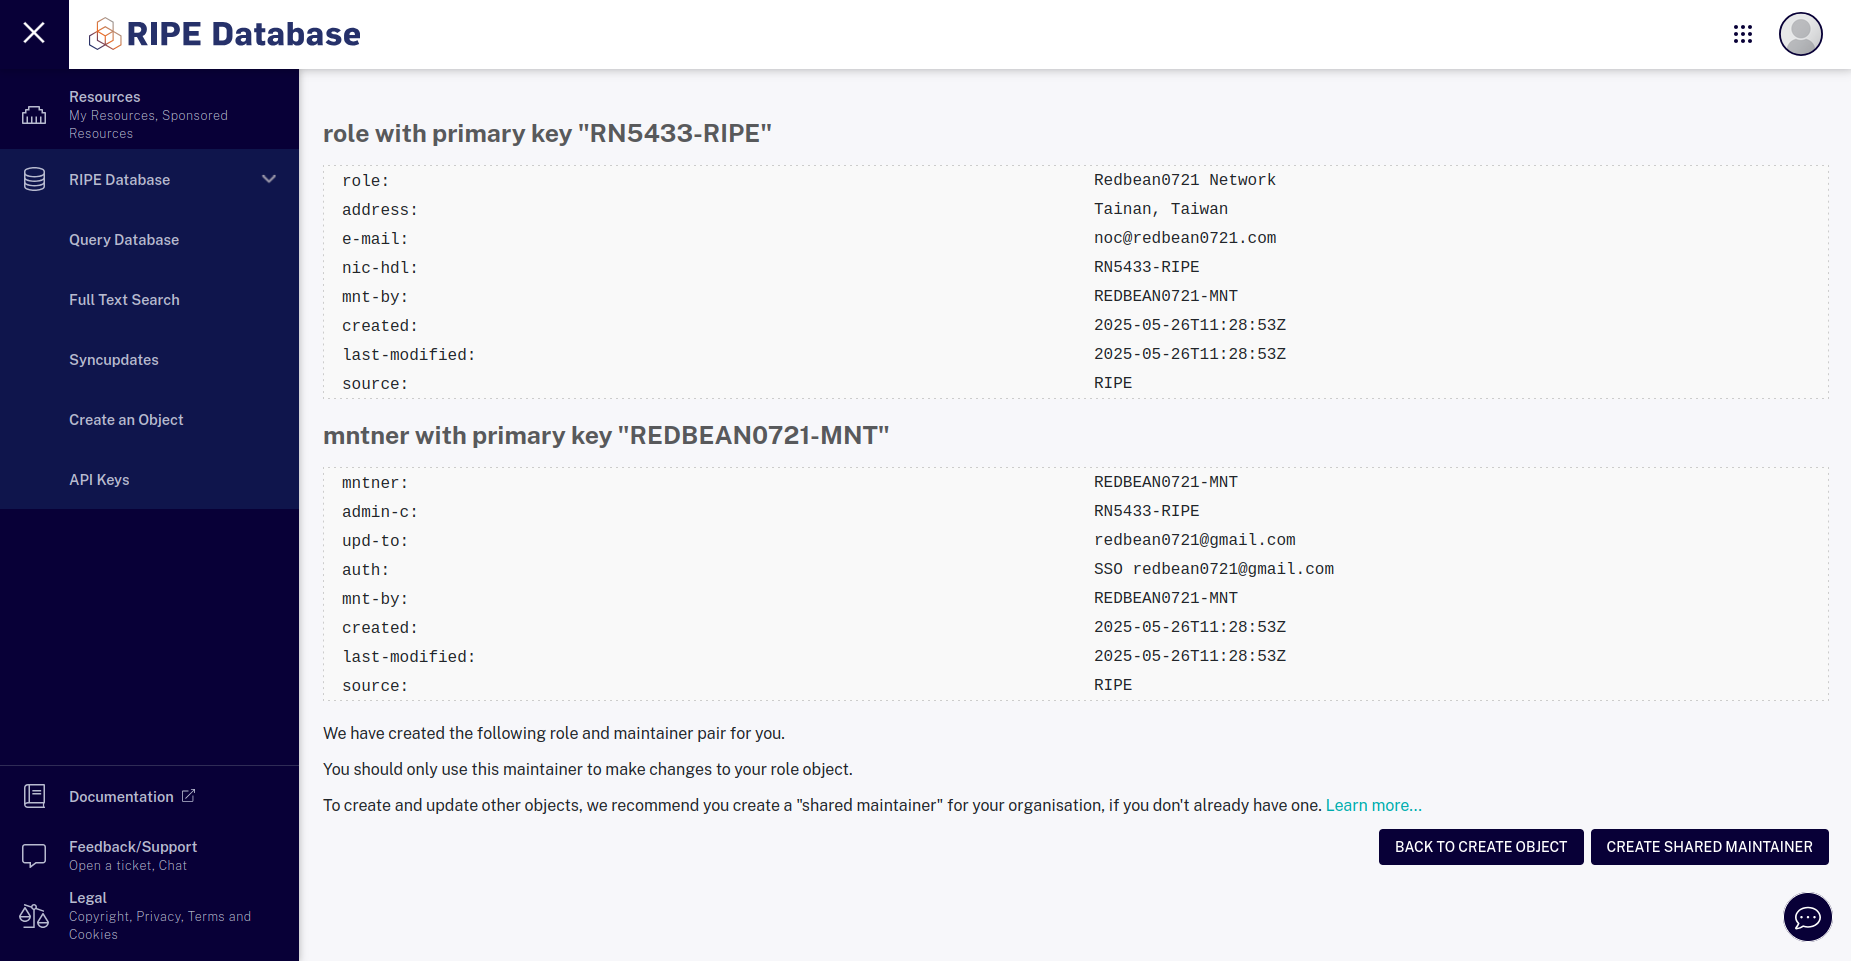 RIPE Database
Resources
My Resources, Sponsored
Resources
RIPE Database
Query Database
Full Text Search
Syncupdates
Create an Object
API Keys
Documentation
Feedback/Support
Open a ticket, Chat
Legal
Copyright, Privacy, Terms and
Cookies
role with primary key "RN5433-RIPE"
role: Redbean0721 Network
address: Tainan, Taiwan
e-mail: noc@redbean0721.com
nic-hdl: RN5433-RIPE
mnt-by: REDBEAN0721-MNT
created: 2025-05-26T11:28:53Z
last-modified: 2025-05-26T11:28:53Z
source: RIPE
mntner with primary key "REDBEAN0721-MNT"
mntner: REDBEAN0721-MNT
admin-c: RN5433-RIPE
upd-to: redbean0721@gmail.com
auth: SSO redbean0721@gmail.com
mnt-by: REDBEAN0721-MNT
created: 2025-05-26T11:28:53Z
last-modified: 2025-05-26T11:28:53Z
source: RIPE
We have created the following role and maintainer pair for you.
You should only use this maintainer to make changes to your role object.
To create and update other objects, we recommend you create a "shared maintainer" for your organisation, if you don't already have one. Learn more...
BACK TO CREATE OBJECT CREATE SHARED MAINTAINER